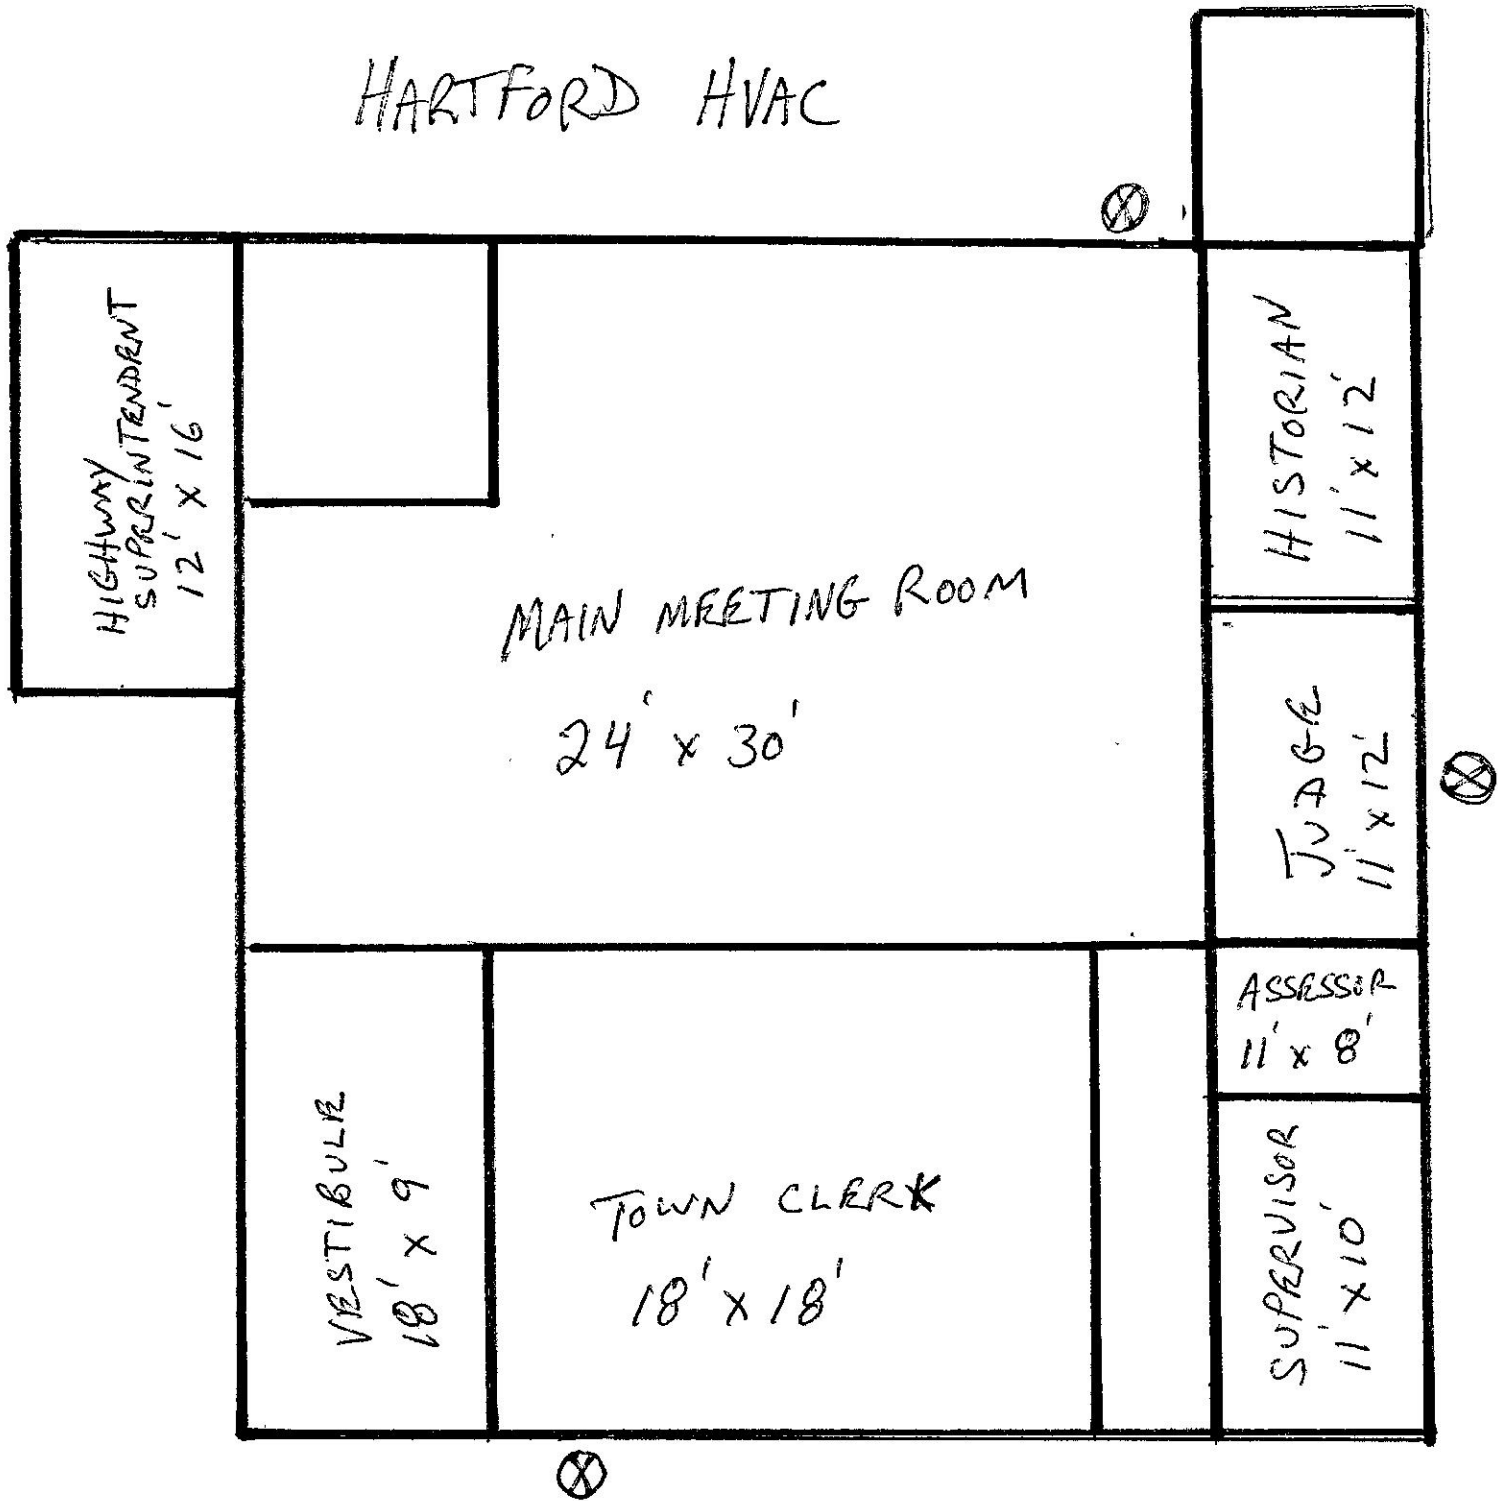 HARTFORD HVAC
HIGHWAY
SUPERINTENDENT
12' x 16'
MAIN MEETING ROOM
24' x 30'
HISTORIAN
11' x 12'
JUDGE
11' x 12'
ASSESSOR
11' x 8'
VESTIBULE
18' x 9'
TOWN CLERK
18' x 18'
SUPERVISOR
11' x 10'